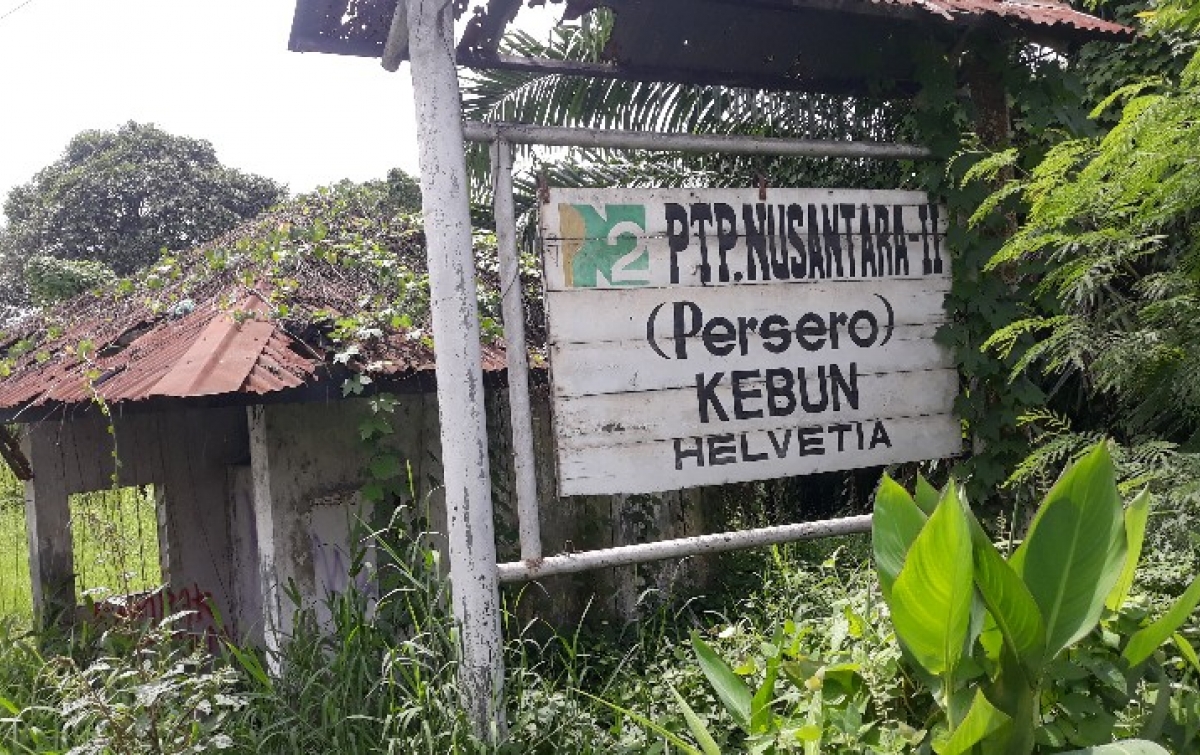 N2 PTP.NUSANTARA-II
(Persero)
KEBUN
HELVETIA